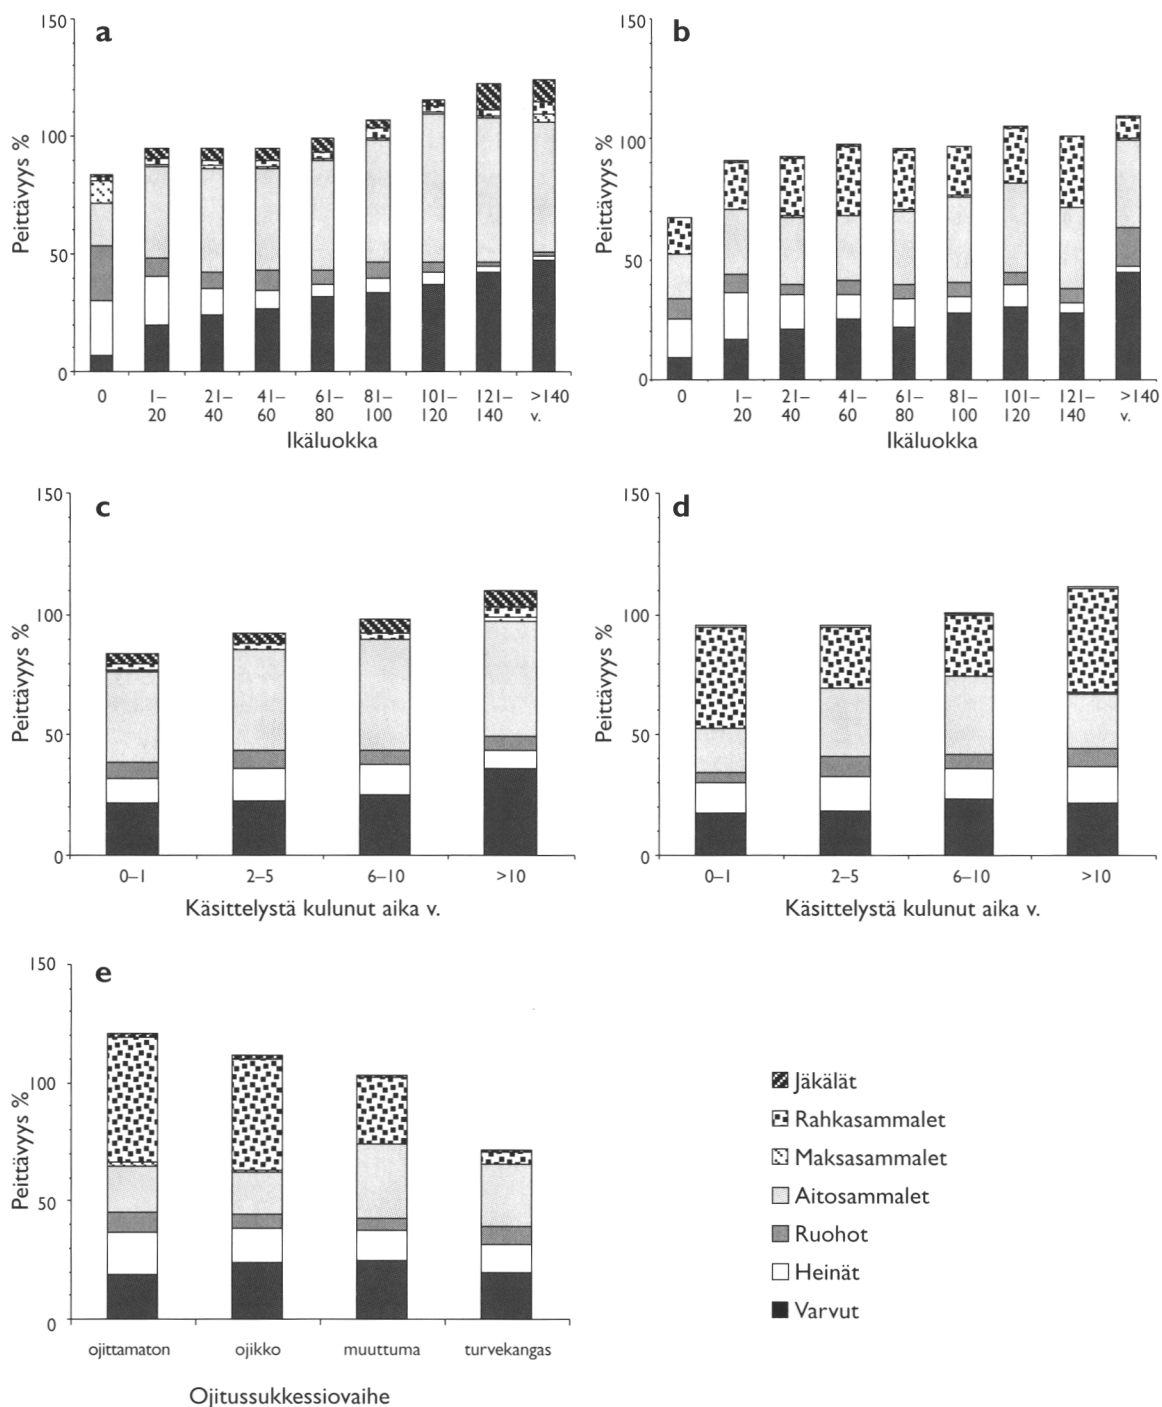 a
150
100
50
0
Peittävyys %
0
1–20
21–40
41–60
61–80
81–100
101–120
121–140
>140 v.
Ikäluokka
b
150
100
50
0
Peittävyys %
0
1–20
21–40
41–60
61–80
81–100
101–120
121–140
>140 v.
Ikäluokka
c
150
100
50
0
Peittävyys %
0–1
2–5
6–10
>10
Käsittelystä kulunut aika v.
d
150
100
50
0
Peittävyys %
0–1
2–5
6–10
>10
Käsittelystä kulunut aika v.
e
150
100
50
0
Peittävyys %
ojittamaton
ojikko
muuttuma
turvekangas
Ojitussukkessiovaihe
Jäkälät
Rahkasammalet
Maksasammalet
Aitosammalet
Ruohot
Heinät
Varvut